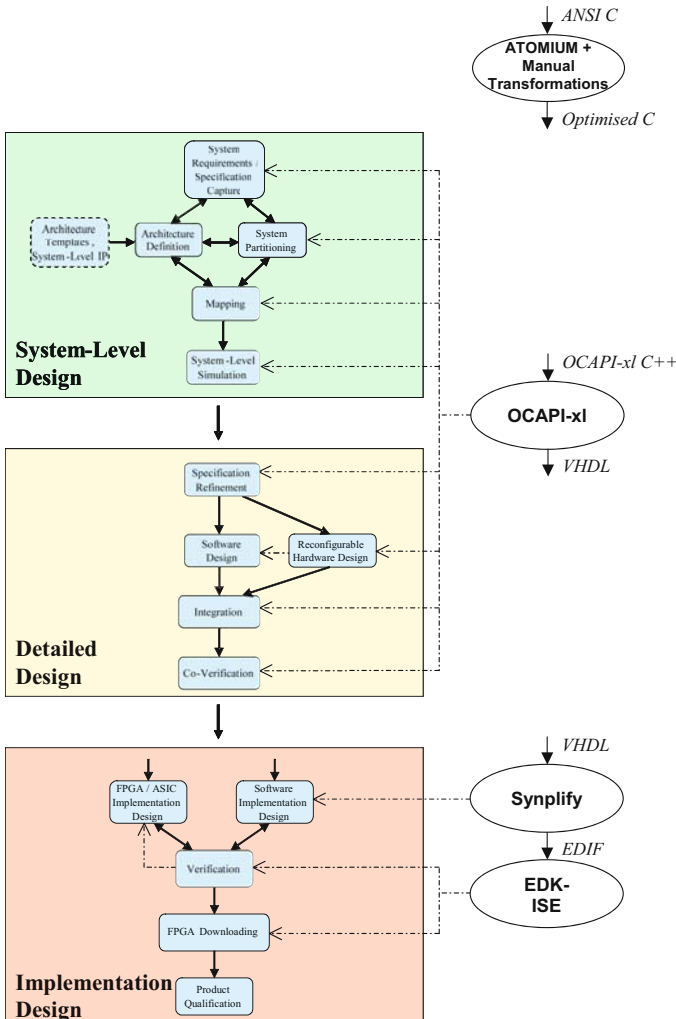 ANSI C
ATOMIUM +
Manual
Transformations
Optimised C
System
Requirements /
Specification
Capture
Architecture
Templates,
System-Level IP
Architecture
Definition
System
Partitioning
Mapping
System-Level
Simulation
System-Level
Design
OCAPI-xl C++
OCAPI-xl
VHDL
Specification
Refinement
Software
Design
Reconfigurable
Hardware Design
Integration
Co-Verification
Detailed
Design
VHDL
Synplify
EDIF
EDK-
ISE
FPGA / ASIC
Implementation
Design
Software
Implementation
Design
Verification
FPGA Downloading
Product
Qualification
Implementation
Design